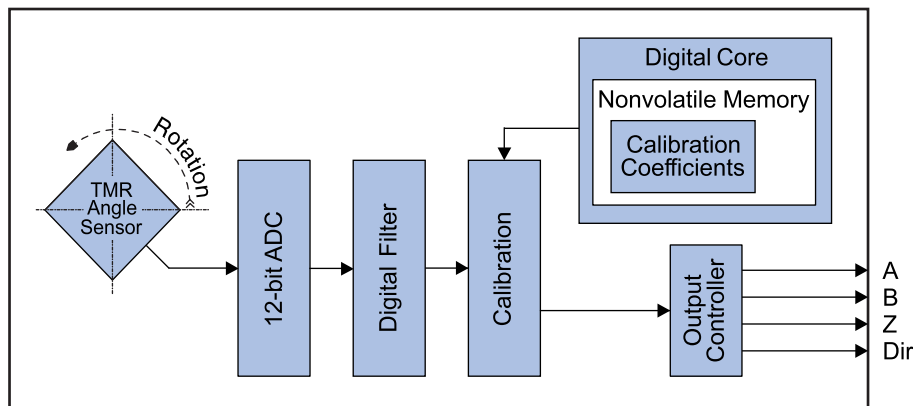 Digital Core
Nonvolatile Memory
Calibration
Coefficients
Rotation
TMR
Angle
Sensor
12-bit ADC
Digital Filter
Calibration
Output
Controller
A
B
Z
Dir